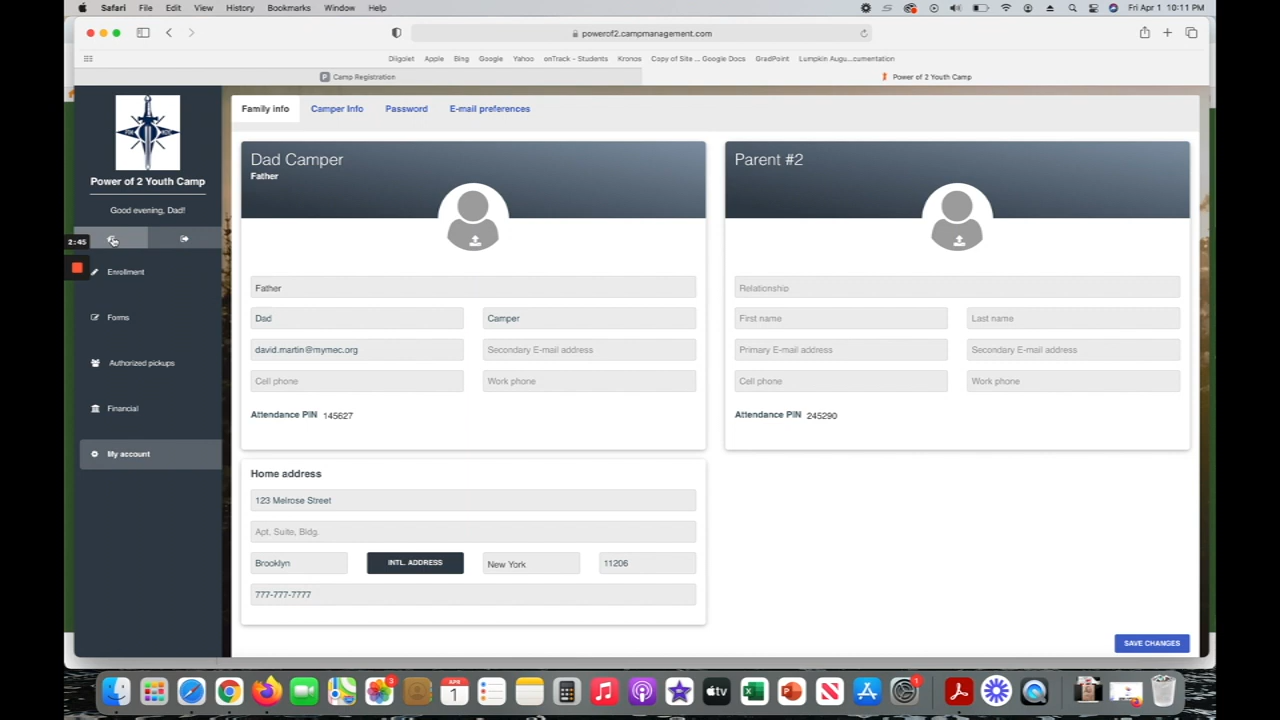 Safari File Edit View History Bookmarks Window Help Fri Apr 1 10:11 PM
powerof2.campmanagement.com
Diigolet Apple Bing Google Yahoo onTrack - Students Kronos Copy of Site ... Google Docs GradPoint Lumpkin Augu...cumentation
Camp Registration Power of 2 Youth Camp
Family info Camper Info Password E-mail preferences
Power of 2 Youth Camp
Good evening, Dad!
2:45
Enrollment
Forms
Authorized pickups
Financial
My account
Dad Camper
Father
Father
Dad Camper
david.martin@mymec.org Secondary E-mail address
Cell phone Work phone
Attendance PIN 145627
Parent #2
Relationship
First name Last name
Primary E-mail address Secondary E-mail address
Cell phone Work phone
Attendance PIN 245290
Home address
123 Melrose Street
Apt, Suite, Bldg.
Brooklyn INTL. ADDRESS New York 11206
777-777-7777
SAVE CHANGES
3
APR
1
tv
1